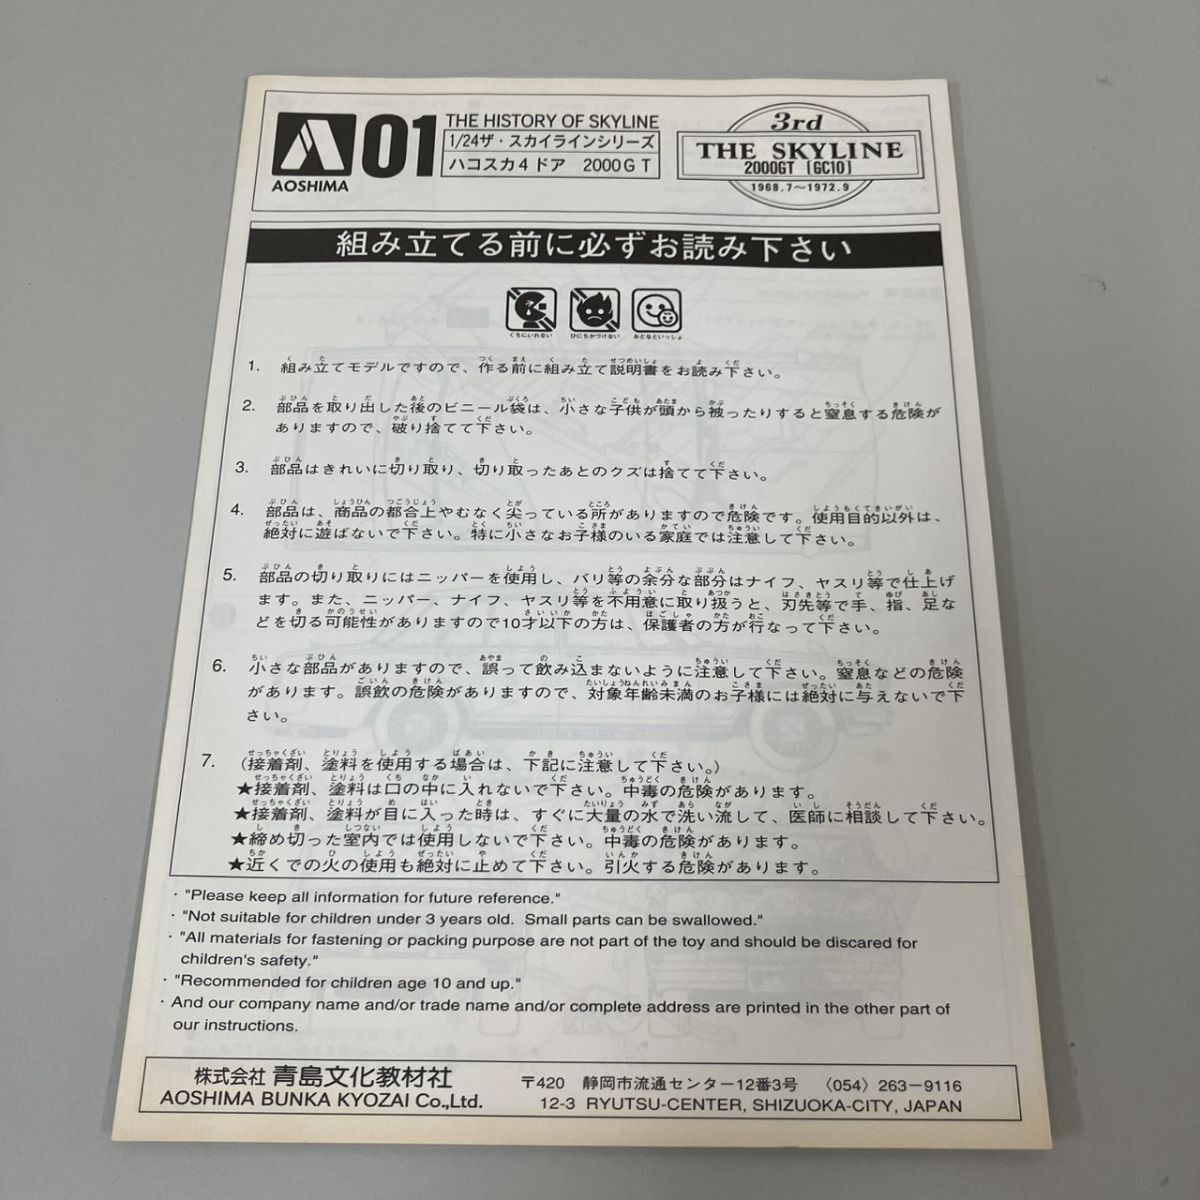 AOSHIMA
01
THE HISTORY OF SKYLINE
1/24ザ・スカイラインシリーズ
ハコスカ4ドア 2000GT
3rd
THE SKYLINE
2000GT [GC10]
1968.7〜1972.9
組み立てる前に必ずお読み下さい
くちにいれない ひにちかづけない おとなといっしょ
1. 組み立てモデルですので、作る前に組み立て説明書をお読み下さい。
2. 部品を取り出した後のビニール袋は、小さな子供が頭から被ったりすると窒息する危険が
ありますので、破り捨てて下さい。
3. 部品はきれいに切り取り、切り取ったあとのクズは捨てて下さい。
4. 部品は、商品の都合上やむなく尖っている所がありますので危険です。使用目的以外は、
絶対に遊ばないで下さい。特に小さなお子様のいる家庭では注意して下さい。
5. 部品の切り取りにはニッパーを使用し、バリ等の余分な部分はナイフ、ヤスリ等で仕上げ
ます。また、ニッパー、ナイフ、ヤスリ等を不用意に取り扱うと、刃先等で手、指、足な
どを切る可能性がありますので10才以下の方は、保護者の方が行なって下さい。
6. 小さな部品がありますので、誤って飲み込まないように注意して下さい。窒息などの危険
があります。誤飲の危険がありますので、対象年齢未満のお子様には絶対に与えないで下
さい。
7. (接着剤、塗料を使用する場合は、下記に注意して下さい。)
★接着剤、塗料は口の中に入れないで下さい。中毒の危険があります。
★接着剤、塗料が目に入った時は、すぐに大量の水で洗い流して、医師に相談して下さい。
★締め切った室内では使用しないで下さい。中毒の危険があります。
★近くでの火の使用も絶対に止めて下さい。引火する危険があります。
・"Please keep all information for future reference."
・"Not suitable for children under 3 years old. Small parts can be swallowed."
・"All materials for fastening or packing purpose are not part of the toy and should be discared for
children's safety."
・"Recommended for children age 10 and up."
・And our company name and/or trade name and/or complete address are printed in the other part of
our instructions.
株式会社 青島文化教材社
AOSHIMA BUNKA KYOZAI Co.,Ltd.
〒420 静岡市流通センター12番3号 〈054〉263−9116
12-3 RYUTSU-CENTER, SHIZUOKA-CITY, JAPAN